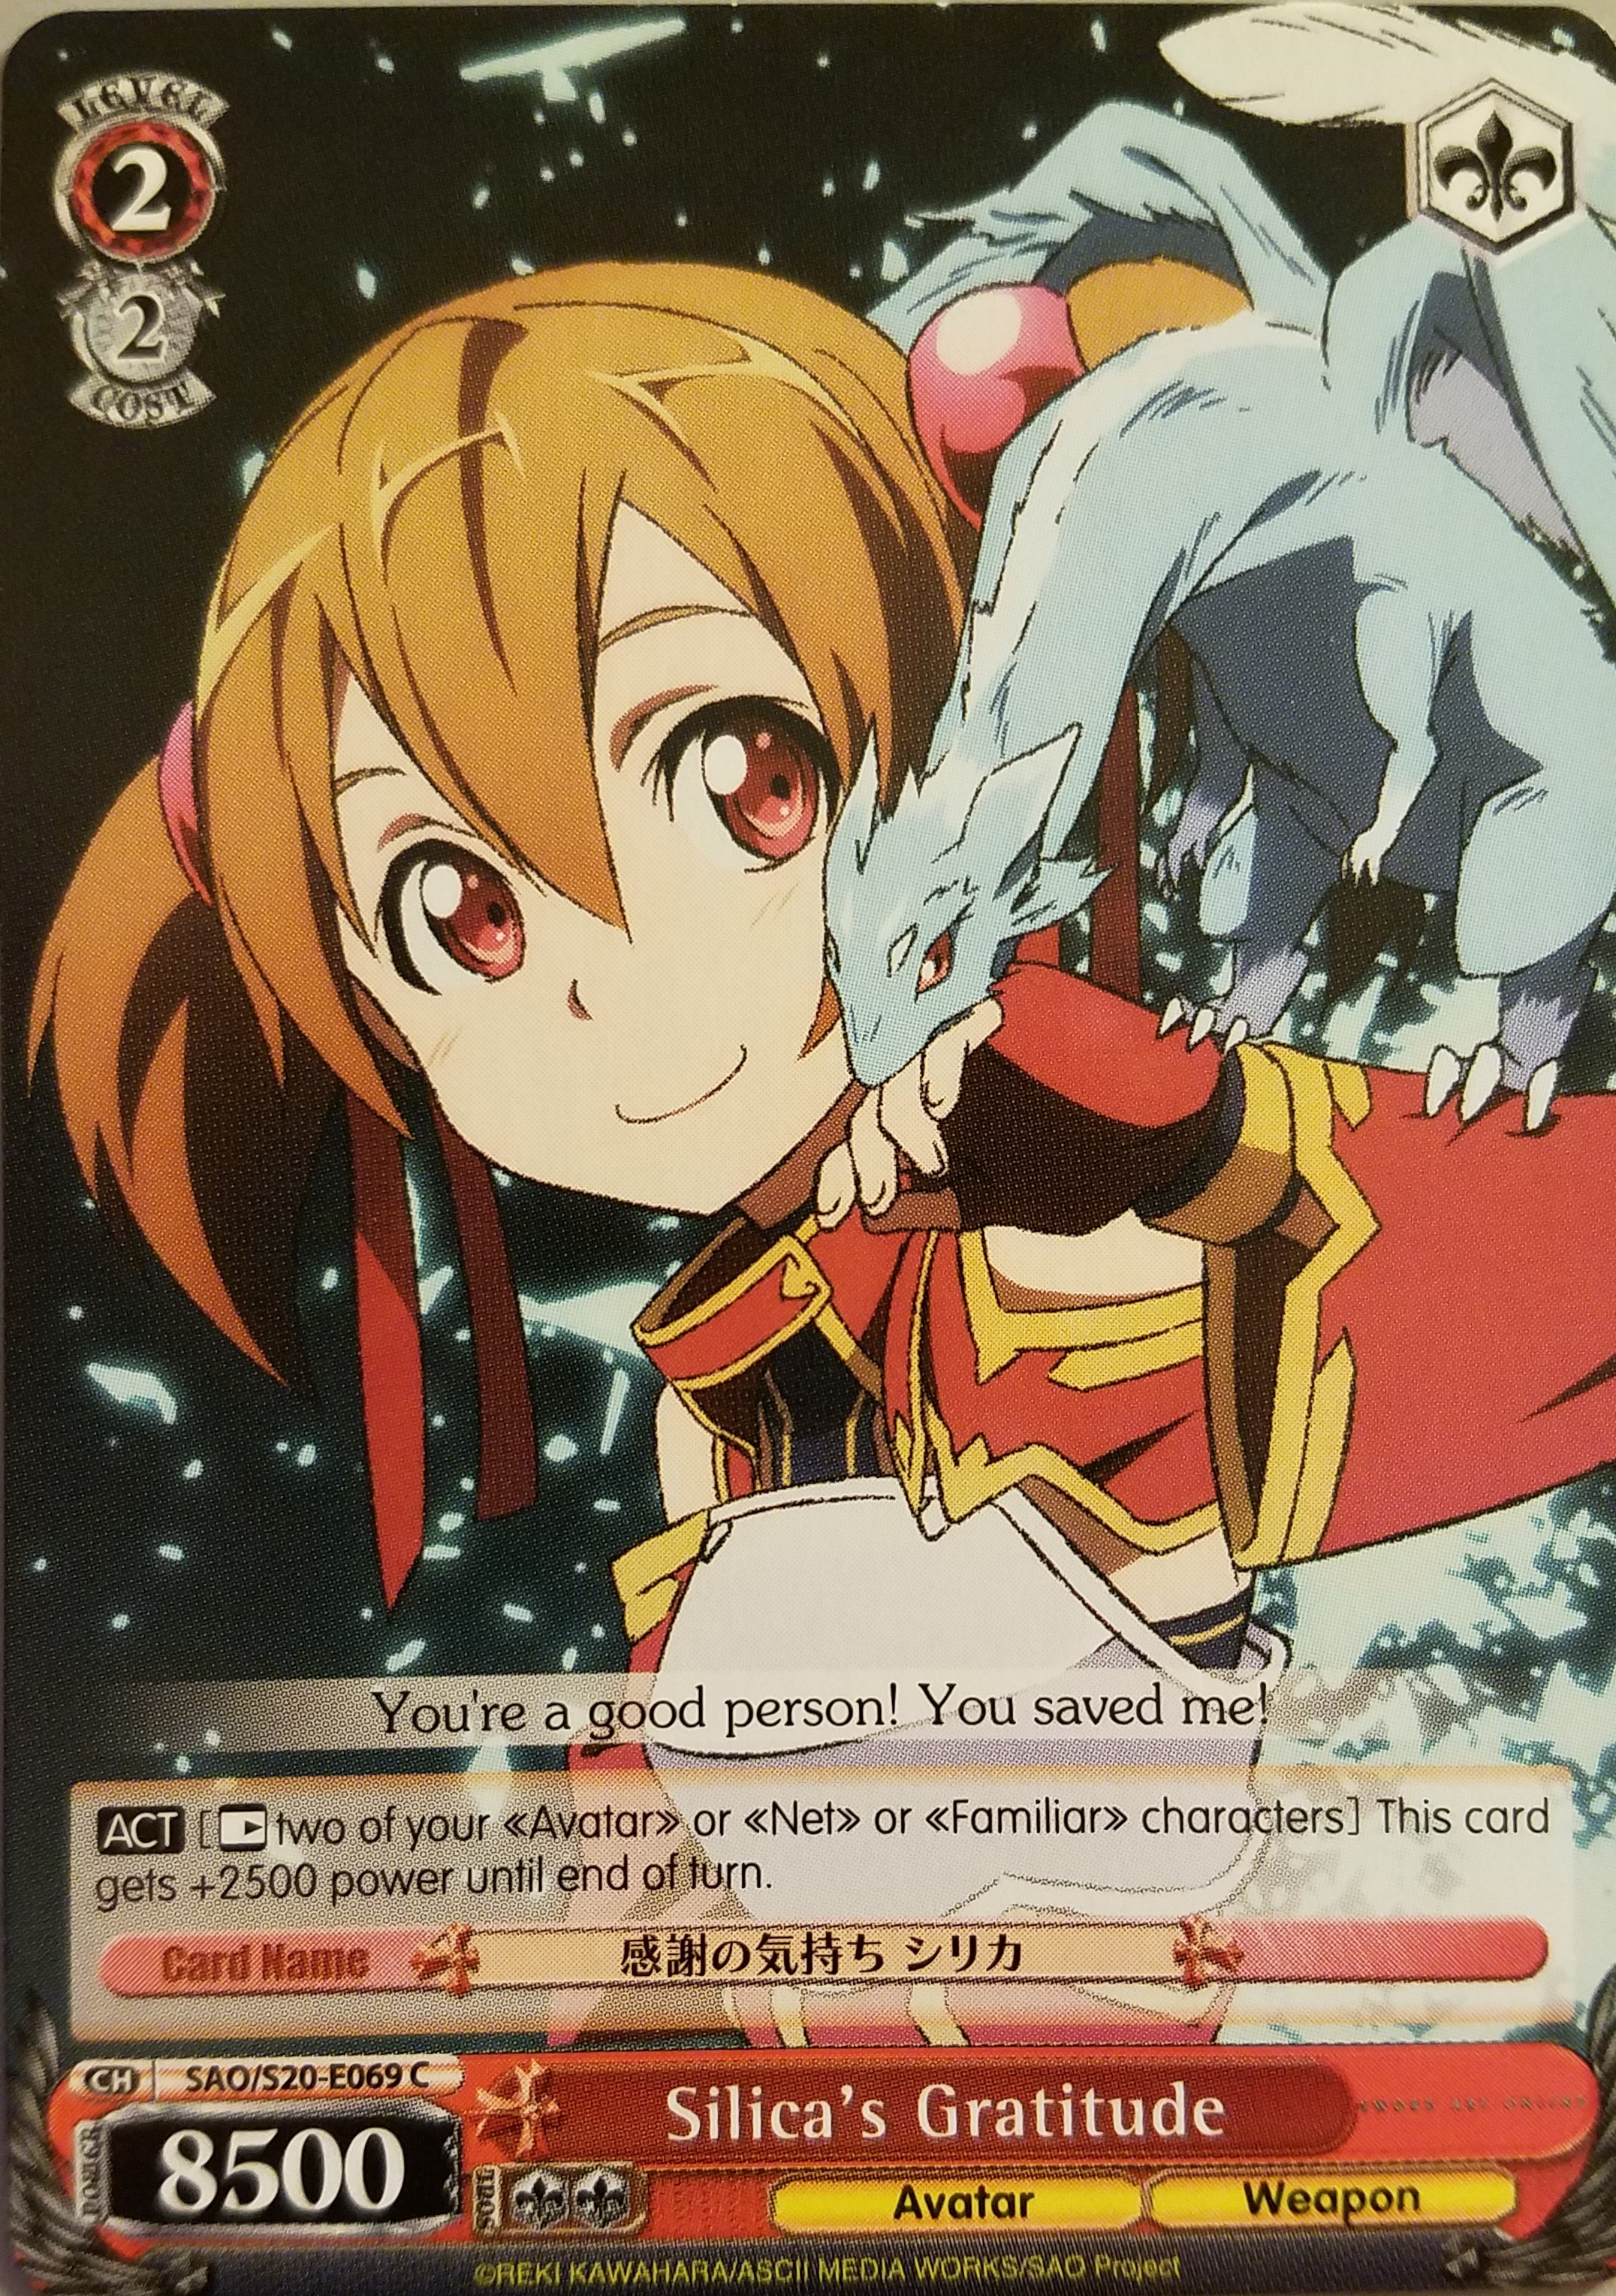 LEVEL
2
2
COST
You're a good person! You saved me!
ACT [ two of your «Avatar» or «Net» or «Familiar» characters] This card
gets +2500 power until end of turn.
Card Name 感謝の気持ち シリカ
CH SAO/S20-E069 C
Silica's Gratitude
SWORD ART ONLINE
POWER
8500
SOUL
Avatar Weapon
©REKI KAWAHARA/ASCII MEDIA WORKS/SAO Project